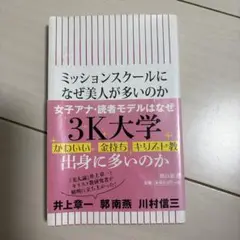 ミッションスクールに
なぜ美人が多いのか
女子アナ・読者モデルはなぜ
3K大学
かわいい 金持ち キリスト教
出身に多いのか
井上章一 郭南燕 川村信三